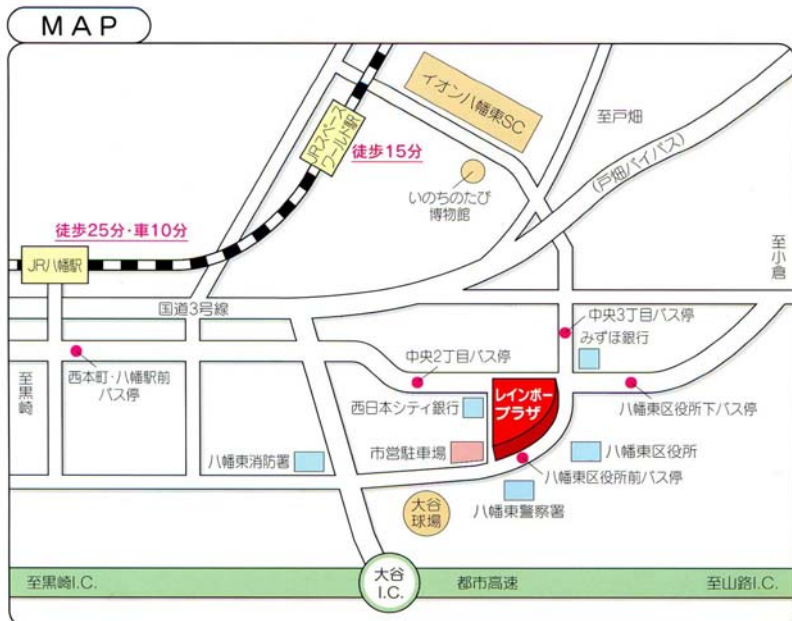 MAP
イオン八幡東SC
至戸畑
JRスペース
ワールド駅
徒歩15分
(戸畑バイパス)
いのちのたび
博物館
徒歩25分・車10分
至小倉
JR八幡駅
国道3号線
中央3丁目バス停
みずほ銀行
中央2丁目バス停
西本町・八幡駅前
バス停
至黒崎
レインボー
プラザ
西日本シティ銀行
八幡東区役所下バス停
市営駐車場
八幡東区役所
八幡東消防署
八幡東区役所前バス停
大谷
球場
八幡東警察署
至黒崎I.C.
大谷
I.C.
都市高速
至山路I.C.